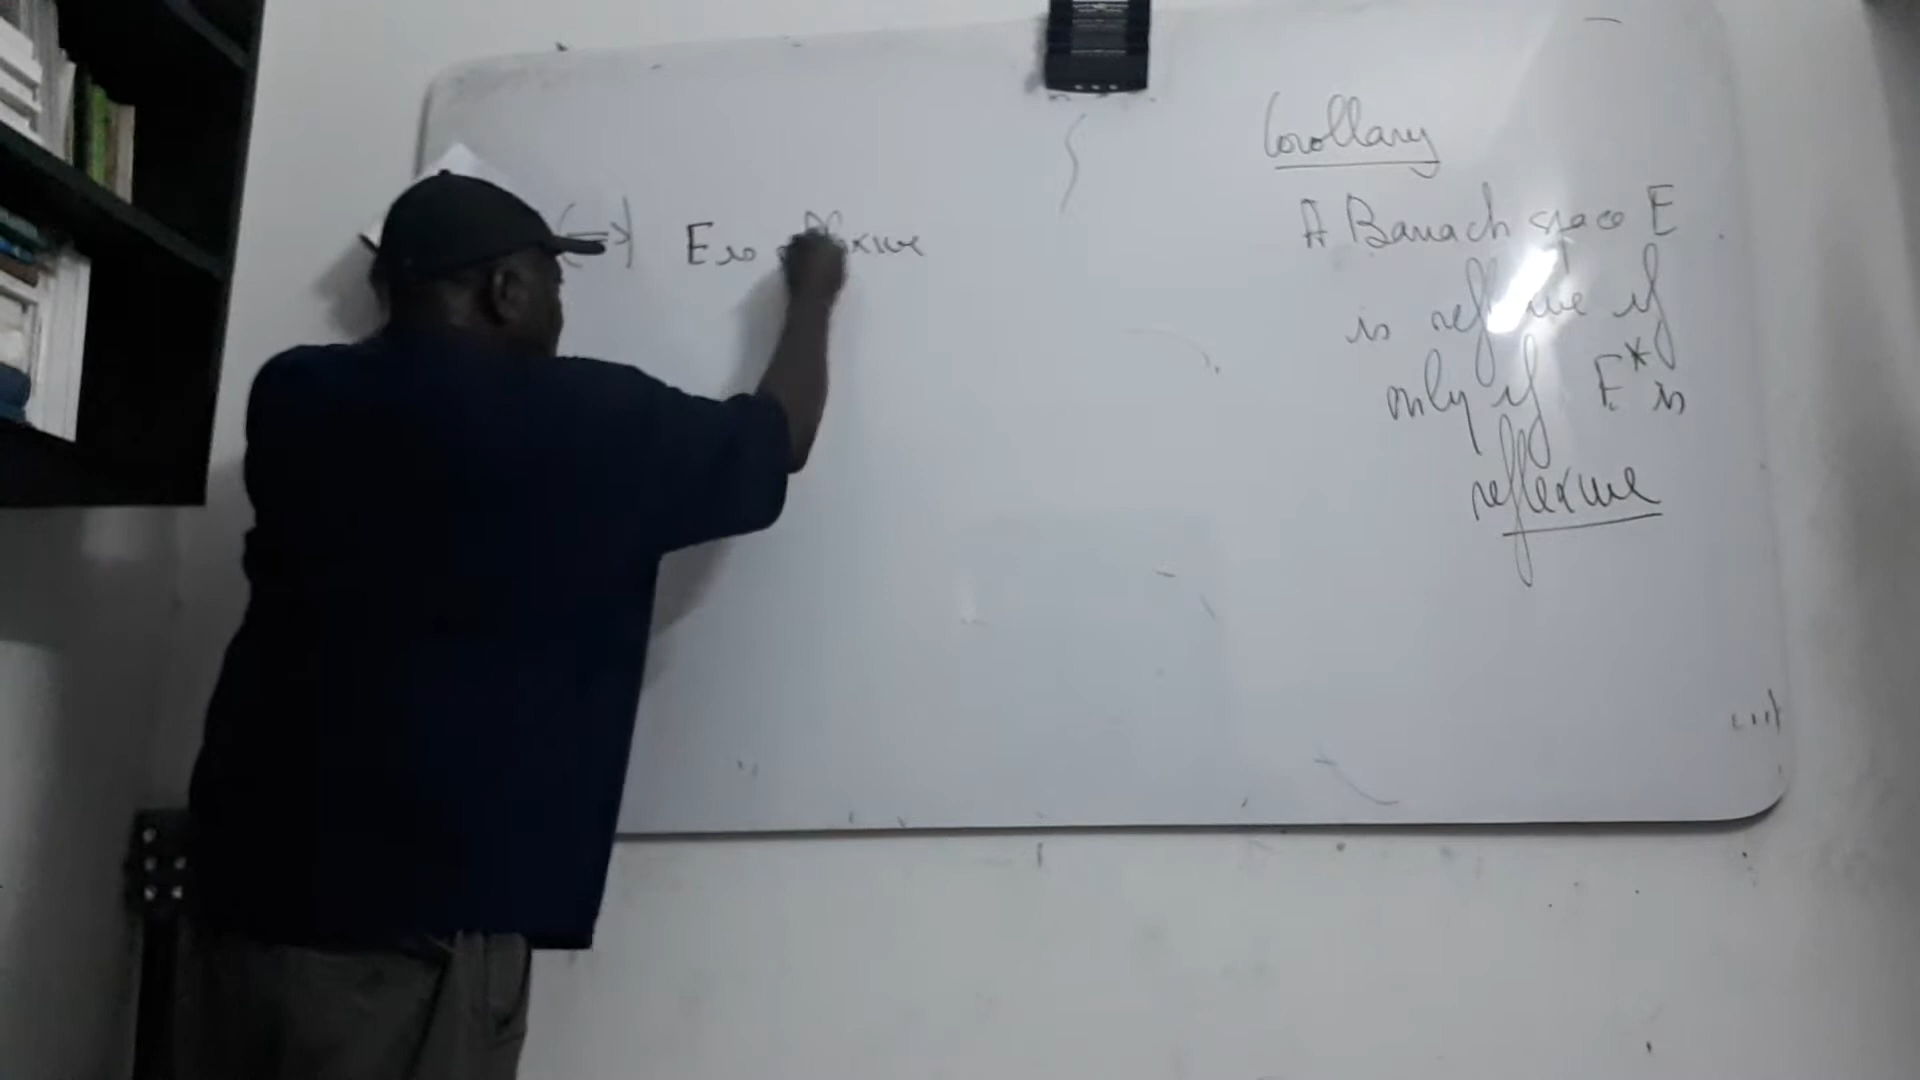 (⇒) E is reflexive
Corollary
A Banach space E
is reflexive if
only if E* is
reflexive